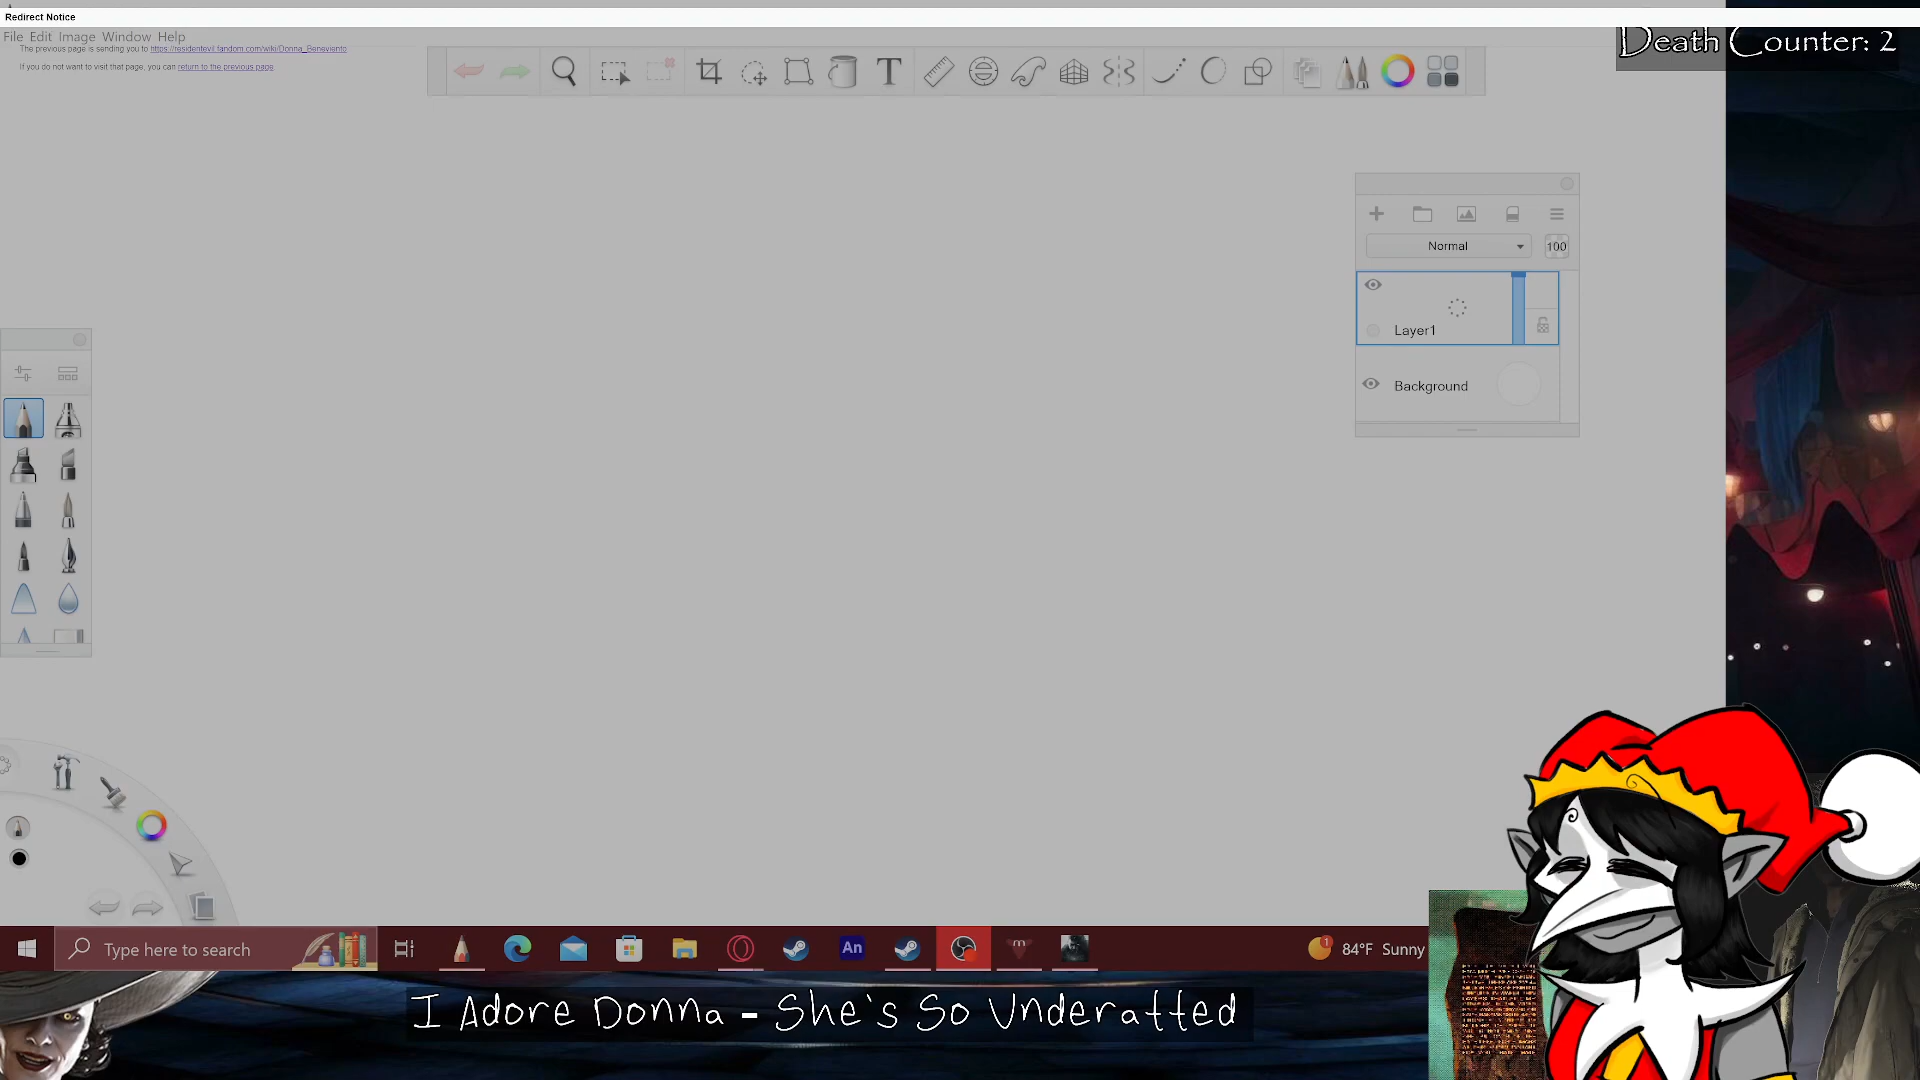 Redirect Notice
File Edit Image Window Help
The previous page is sending you to https://residentevil.fandom.com/wiki/Donna_Beneviento
If you do not want to visit that page, you can return to the previous page.
Death Counter: 2
T
Normal
100
Layer1
Background
Type here to search
An
1
84°F Sunny
I Adore Donna - She's So Underatted